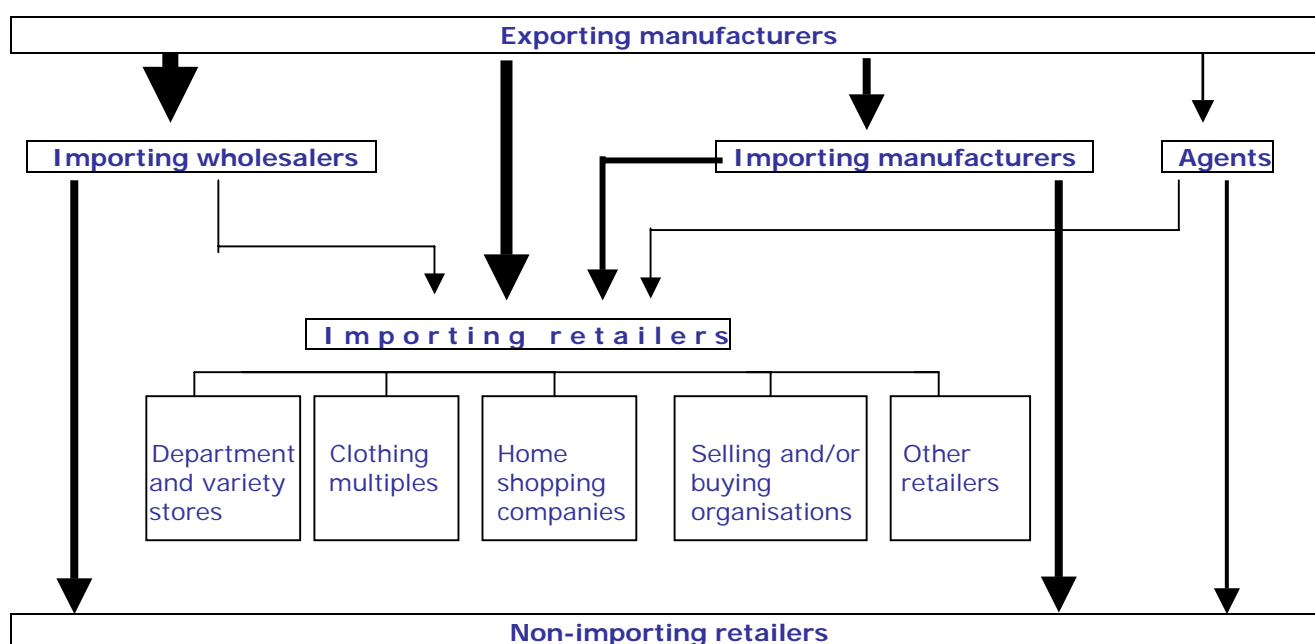 Exporting manufacturers
Importing wholesalers
Importing manufacturers
Agents
Importing retailers
Department
and variety
stores
Clothing
multiples
Home
shopping
companies
Selling and/or
buying
organisations
Other
retailers
Non-importing retailers